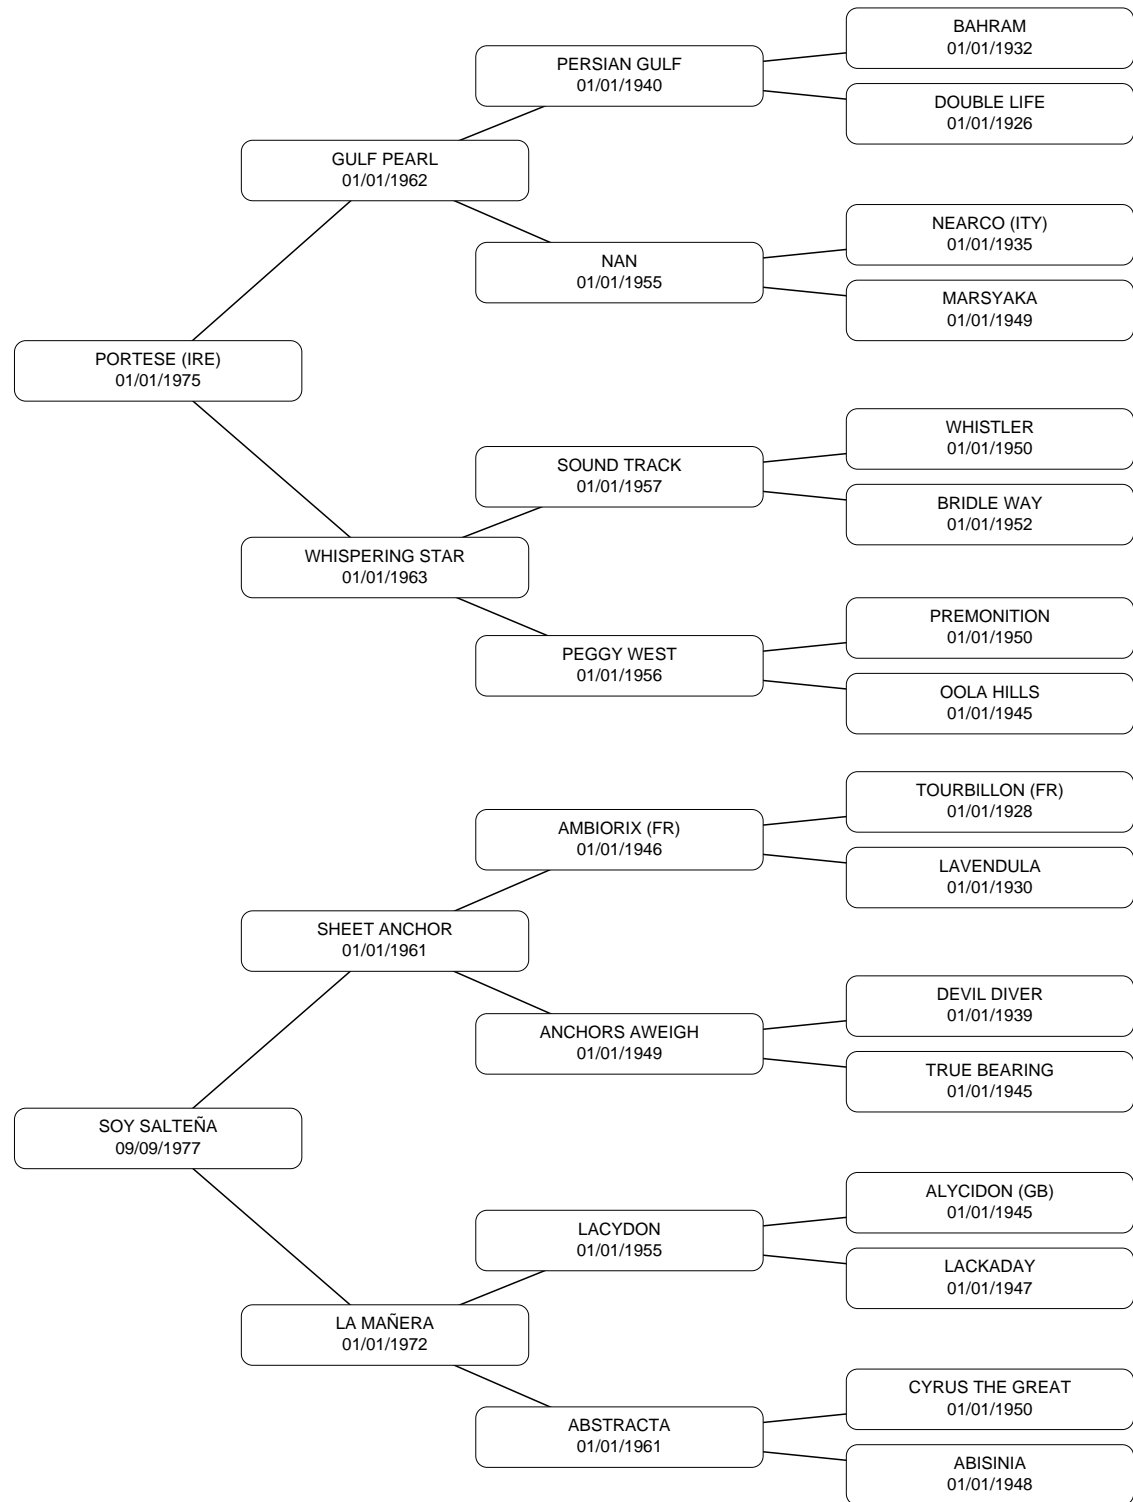 BAHRAM
01/01/1932
PERSIAN GULF
01/01/1940
DOUBLE LIFE
01/01/1926
GULF PEARL
01/01/1962
NEARCO (ITY)
01/01/1935
NAN
01/01/1955
MARSYAKA
01/01/1949
PORTESE (IRE)
01/01/1975
WHISTLER
01/01/1950
SOUND TRACK
01/01/1957
BRIDLE WAY
01/01/1952
WHISPERING STAR
01/01/1963
PREMONITION
01/01/1950
PEGGY WEST
01/01/1956
OOLA HILLS
01/01/1945
TOURBILLON (FR)
01/01/1928
AMBIORIX (FR)
01/01/1946
LAVENDULA
01/01/1930
SHEET ANCHOR
01/01/1961
DEVIL DIVER
01/01/1939
ANCHORS AWEIGH
01/01/1949
TRUE BEARING
01/01/1945
SOY SALTEÑA
09/09/1977
ALYCIDON (GB)
01/01/1945
LACYDON
01/01/1955
LACKADAY
01/01/1947
LA MAÑERA
01/01/1972
CYRUS THE GREAT
01/01/1950
ABSTRACTA
01/01/1961
ABISINIA
01/01/1948